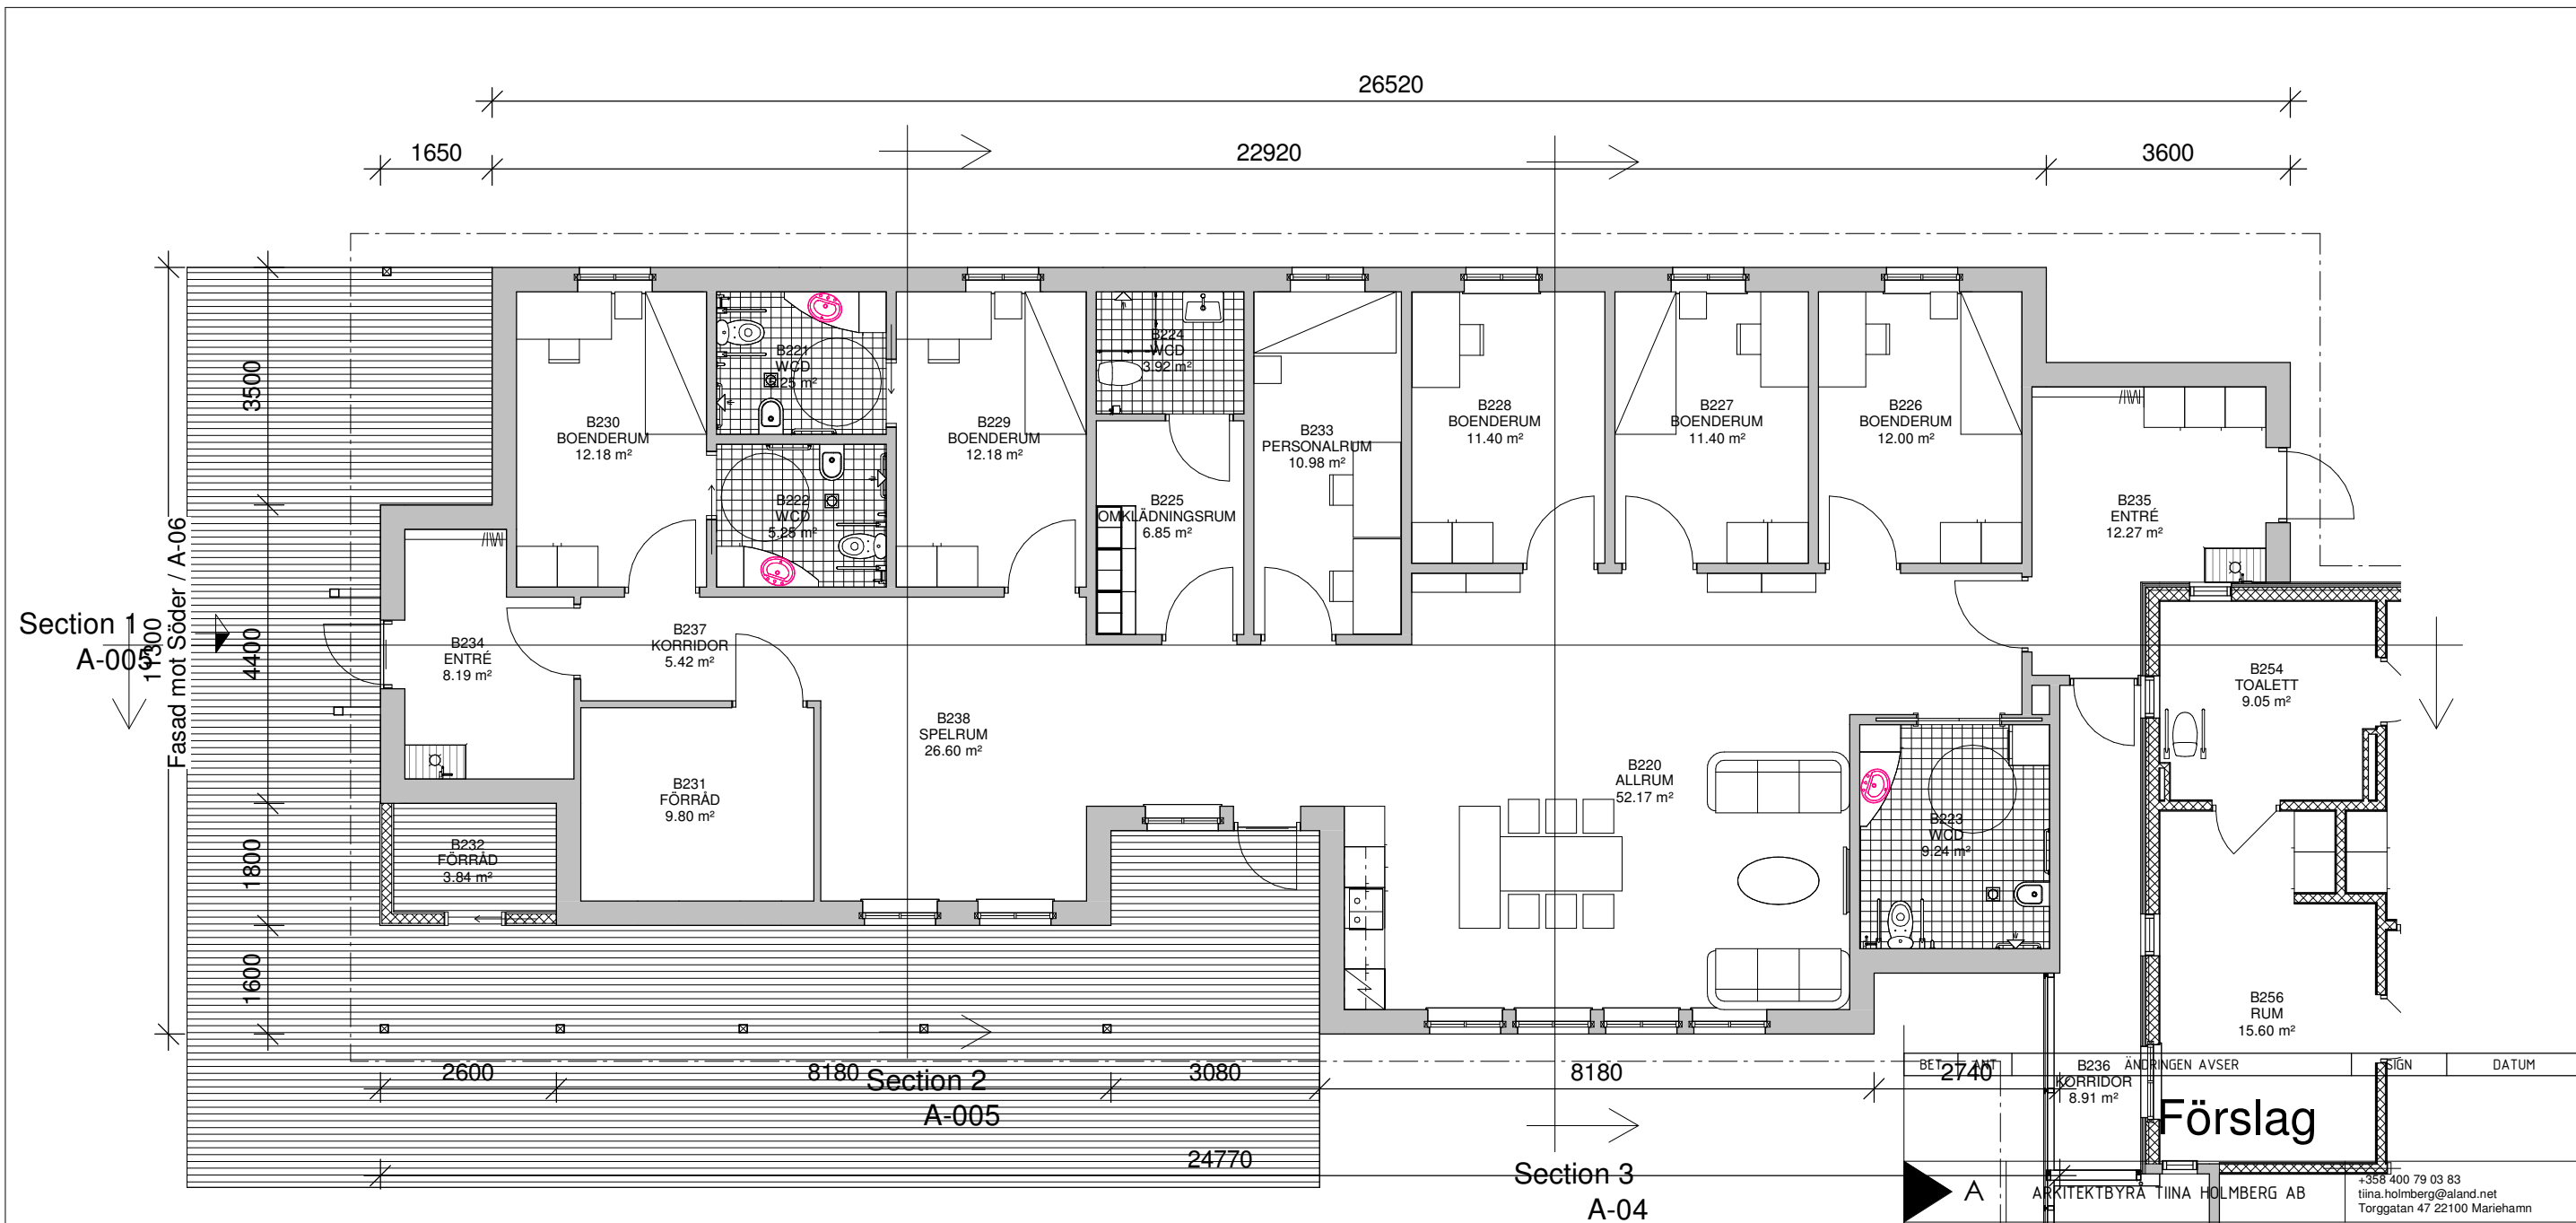 26520
1650
22920
3600
3500
4400
1800
1600
11300
Fasad mot Söder / A-06
Section 1
A-005
B230
BOENDERUM
12.18 m²
B221
WCD
5.25 m²
B222
WCD
5.25 m²
B229
BOENDERUM
12.18 m²
B224
WCD
3.92 m²
B225
OMKLÄDNINGSRUM
6.85 m²
B233
PERSONALRUM
10.98 m²
B228
BOENDERUM
11.40 m²
B227
BOENDERUM
11.40 m²
B226
BOENDERUM
12.00 m²
B235
ENTRÉ
12.27 m²
B234
ENTRÉ
8.19 m²
B237
KORRIDOR
5.42 m²
B238
SPELRUM
26.60 m²
B231
FÖRRÅD
9.80 m²
B232
FÖRRÅD
3.84 m²
B220
ALLRUM
52.17 m²
B223
WCD
9.24 m²
B254
TOALETT
9.05 m²
B256
RUM
15.60 m²
B236
KORRIDOR
8.91 m²
2600
8180
3080
8180
2740
24770
Section 2
A-005
Section 3
A-04
BET ANT ÄNDRINGEN AVSER SIGN DATUM
Förslag
A
ARKITEKTBYRÅ TIINA HOLMBERG AB
+358 400 79 03 83
tiina.holmberg@aland.net
Torggatan 47 22100 Mariehamn